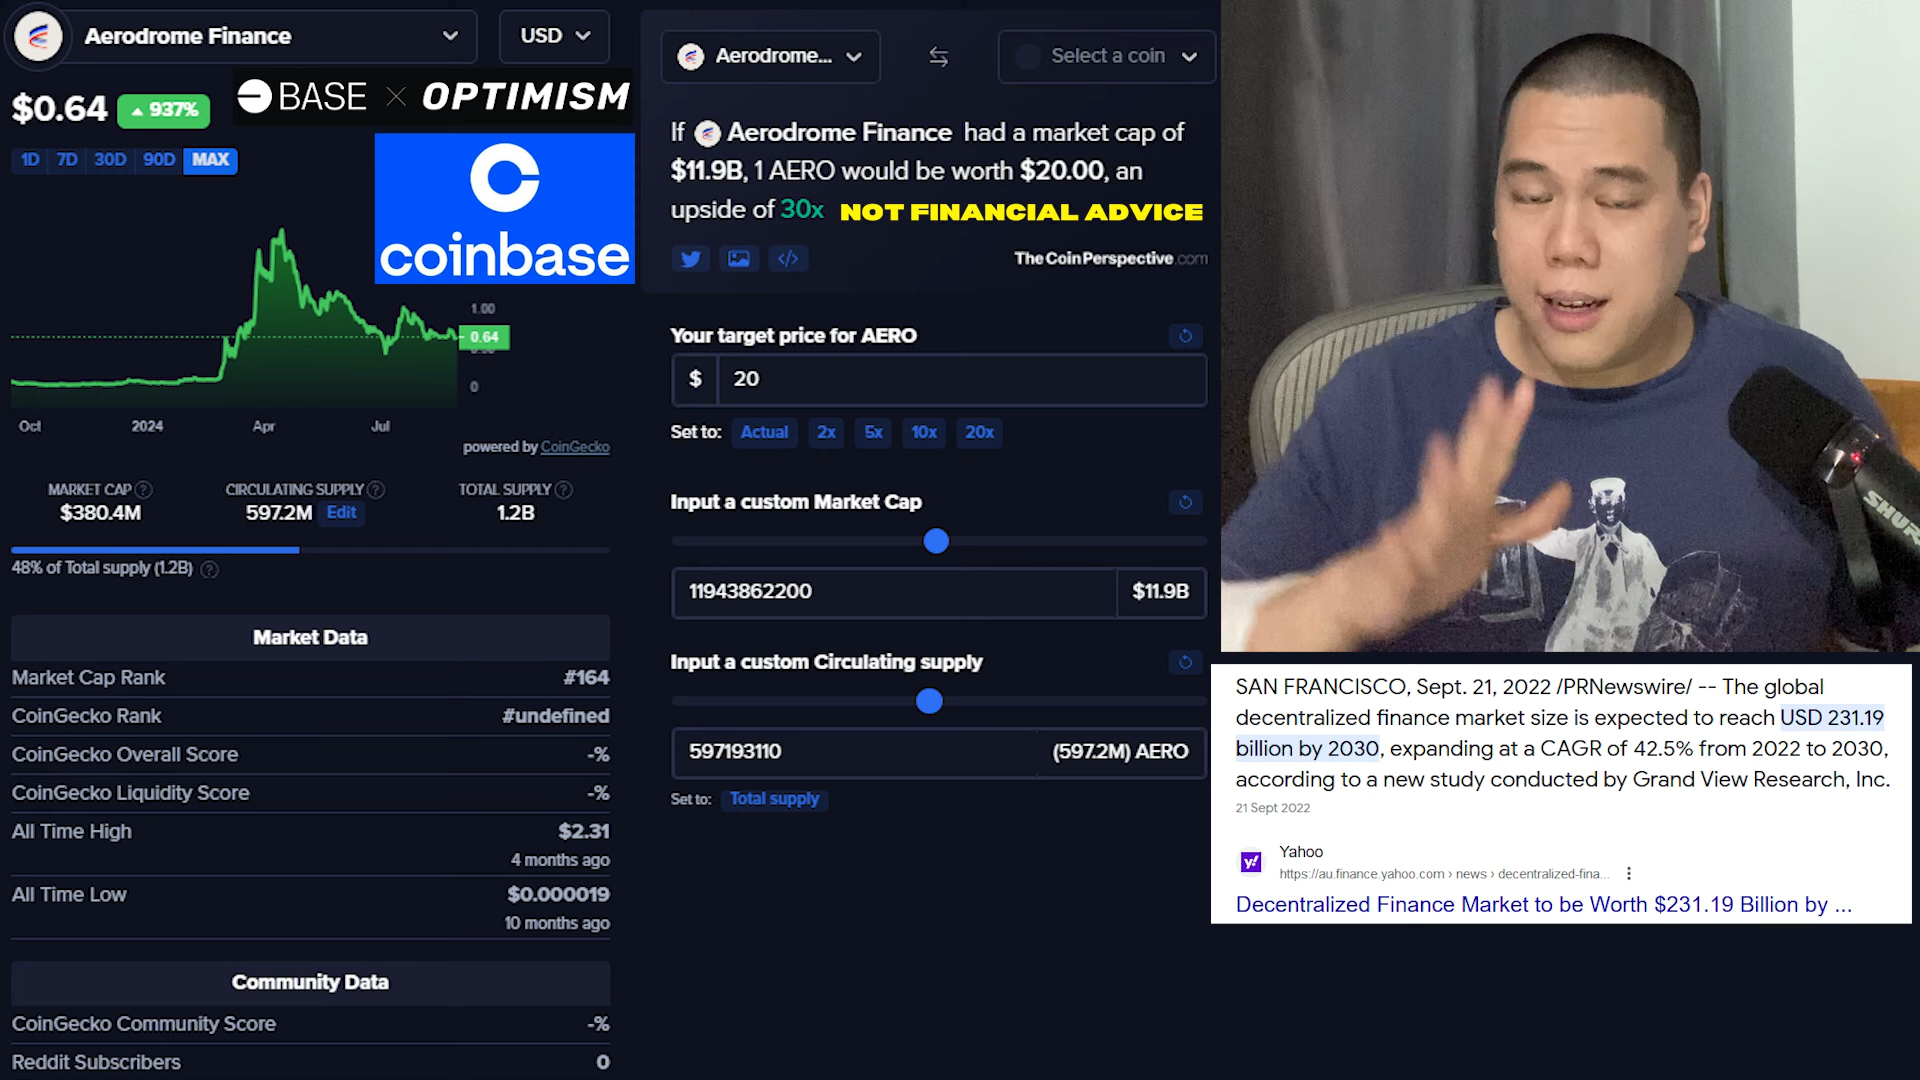 Aerodrome Finance
USD
$0.64
937%
BASE × OPTIMISM
1D 7D 30D 90D MAX
coinbase
1.00
0.64
0
Oct 2024 Apr Jul
powered by CoinGecko
MARKET CAP CIRCULATING SUPPLY TOTAL SUPPLY
$380.4M 597.2M Edit 1.2B
48% of Total supply (1.2B)
Market Data
Market Cap Rank #164
CoinGecko Rank #undefined
CoinGecko Overall Score -%
CoinGecko Liquidity Score -%
All Time High $2.31
4 months ago
All Time Low $0.000019
10 months ago
Community Data
CoinGecko Community Score -%
Reddit Subscribers 0
Aerodrome...
Select a coin
If Aerodrome Finance had a market cap of
$11.9B, 1 AERO would be worth $20.00, an
upside of 30x
NOT FINANCIAL ADVICE
The Coin Perspective.com
Your target price for AERO
$ 20
Set to: Actual 2x 5x 10x 20x
Input a custom Market Cap
11943862200 $11.9B
Input a custom Circulating supply
597193110 (597.2M) AERO
Set to: Total supply
SHURE
SAN FRANCISCO, Sept. 21, 2022 /PRNewswire/ -- The global
decentralized finance market size is expected to reach USD 231.19
billion by 2030, expanding at a CAGR of 42.5% from 2022 to 2030,
according to a new study conducted by Grand View Research, Inc.
21 Sept 2022
y!
Yahoo
https://au.finance.yahoo.com › news › decentralized-fina...
Decentralized Finance Market to be Worth $231.19 Billion by ...